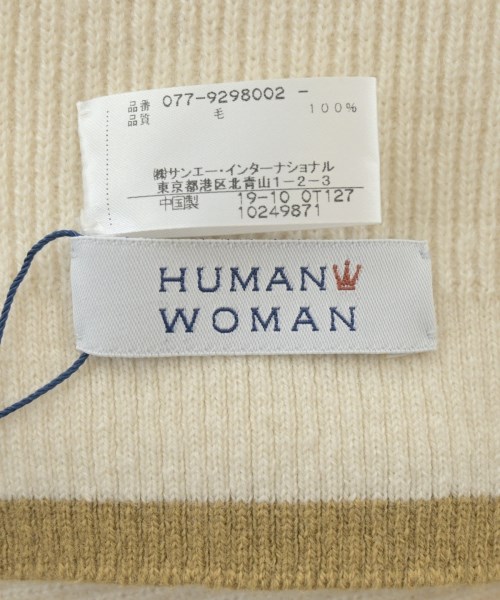 品番 077-9298002 -
品質 毛 100%
㈱サンエー・インターナショナル
東京都港区北青山1-2-3
中国製 19-10 0T127
10249871
HUMAN
WOMAN